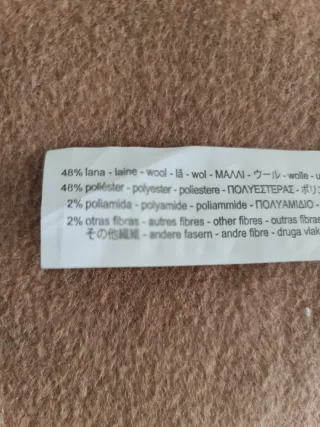 48% lana - laine - wool - lã - wol - ΜΑΛΛΙ - ウール - wolle -
48% poliéster - polyester - poliestere - ΠΟΛΥΕΣΤΕΡΑΣ -
2% poliamida - polyamide - poliammide - ΠΟΛΥΑΜΙΔΙΟ -
2% otras fibras - autres fibres - other fibres - outras fibras
その他繊維 - andere fasern - andre fibre - druga